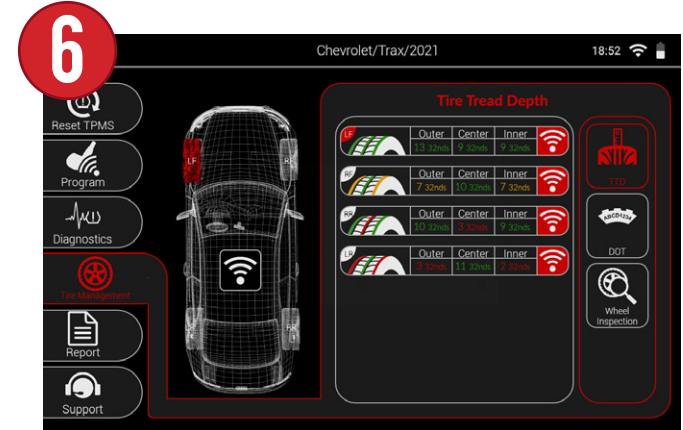 6
Chevrolet/Trax/2021
18:52
Reset TPMS
Program
Diagnostics
Tire Management
Report
Support
LF
RF
RR
Tire Tread Depth
LF
Outer Center Inner
13 32nds 9 32nds 9 32nds
RF
Outer Center Inner
7 32nds 10 32nds 7 32nds
RR
Outer Center Inner
10 32nds 3 32nds 9 32nds
LR
Outer Center Inner
3 32nds 11 32nds 2 32nds
TTD
ABCD1234
DOT
Wheel
Inspection